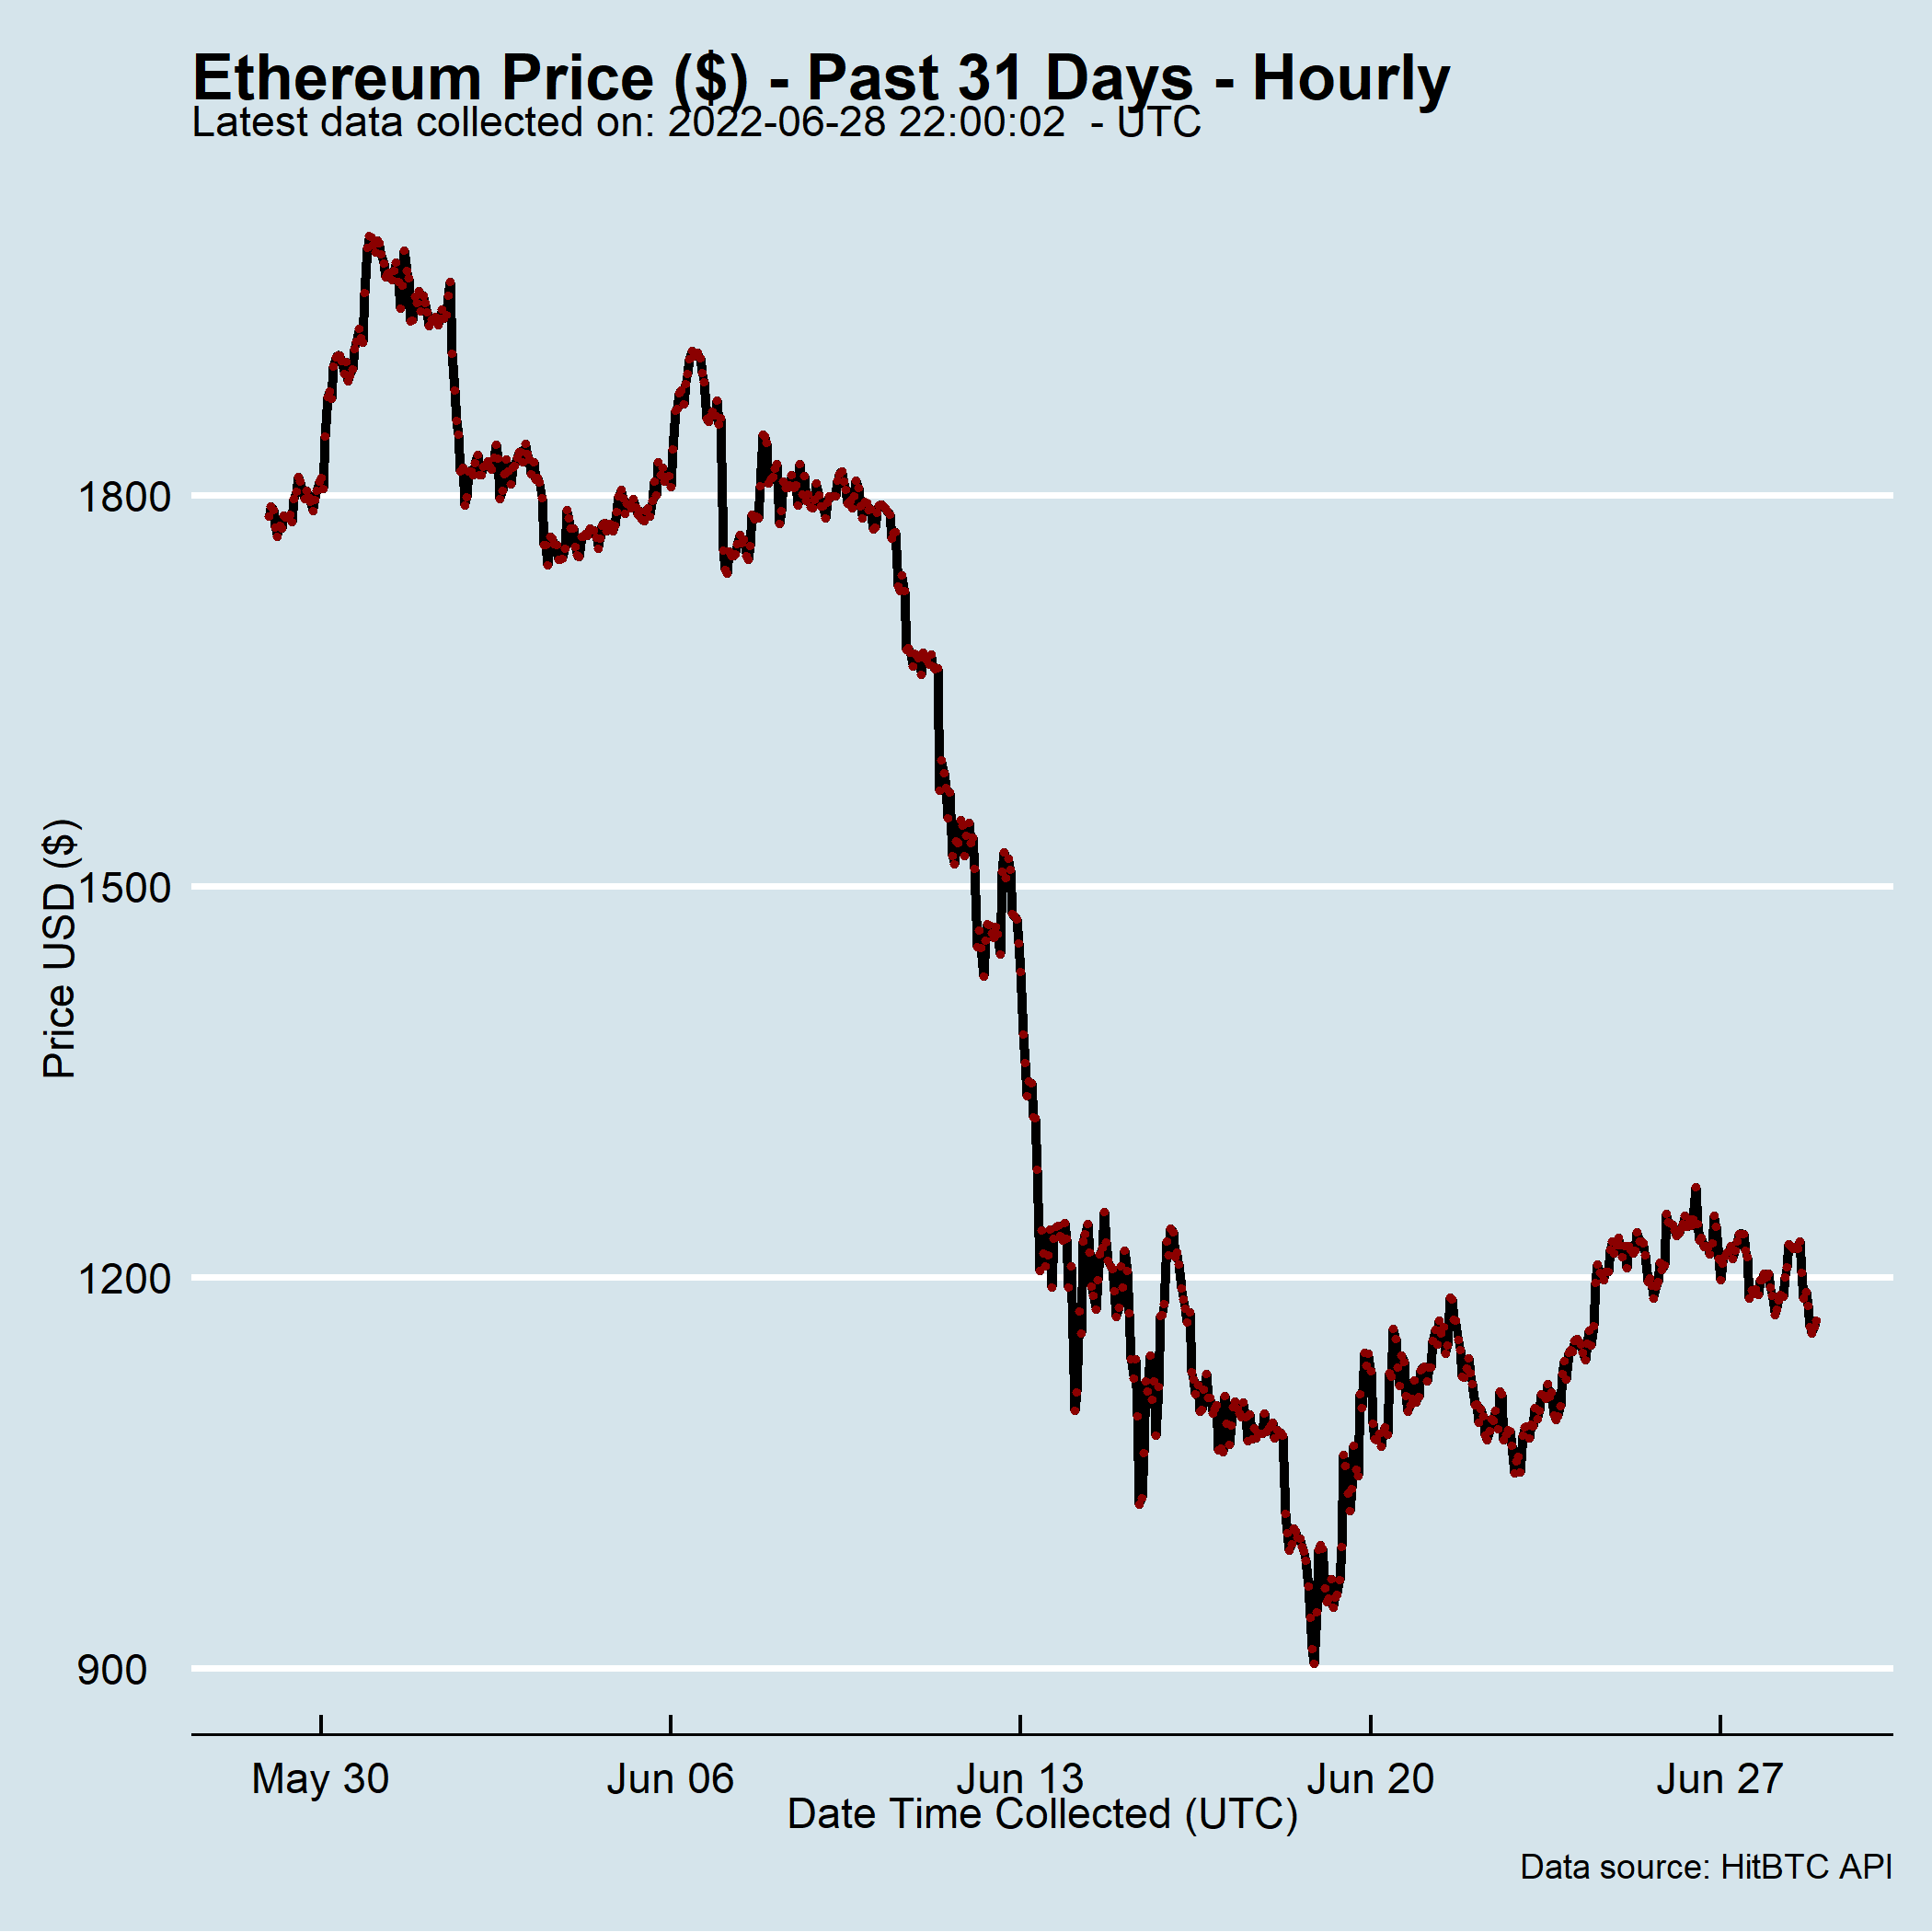 Ethereum Price ($) - Past 31 Days - Hourly
Latest data collected on: 2022-06-28 22:00:02  - UTC
Price USD ($)
1800
1500
1200
900
May 30
Jun 06
Jun 13
Jun 20
Jun 27
Date Time Collected (UTC)
Data source: HitBTC API